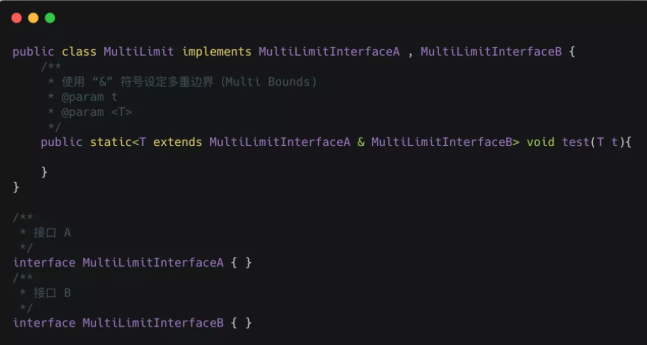 public class MultiLimit implements MultiLimitInterfaceA , MultiLimitInterfaceB {
    /**
     * 使用 “&” 符号设定多重边界（Multi Bounds)
     * @param t
     * @param <T>
     */
    public static<T extends MultiLimitInterfaceA & MultiLimitInterfaceB> void test(T t){
    }
}
/**
 * 接口 A
 */
interface MultiLimitInterfaceA { }
/**
 * 接口 B
 */
interface MultiLimitInterfaceB { }